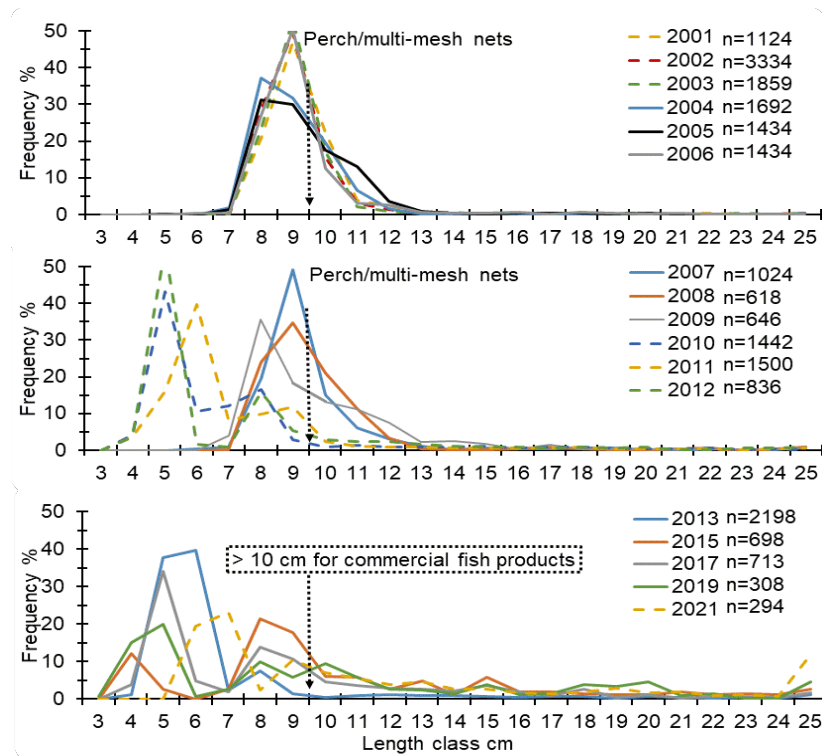 50
40
30
20
10
0
Frequency %
Perch/multi-mesh nets
2001 n=1124
2002 n=3334
2003 n=1859
2004 n=1692
2005 n=1434
2006 n=1434
3 4 5 6 7 8 9 10 11 12 13 14 15 16 17 18 19 20 21 22 23 24 25
50
40
30
20
10
0
Frequency %
Perch/multi-mesh nets
2007 n=1024
2008 n=618
2009 n=646
2010 n=1442
2011 n=1500
2012 n=836
3 4 5 6 7 8 9 10 11 12 13 14 15 16 17 18 19 20 21 22 23 24 25
50
40
30
20
10
0
Frequency %
> 10 cm for commercial fish products
2013 n=2198
2015 n=698
2017 n=713
2019 n=308
2021 n=294
3 4 5 6 7 8 9 10 11 12 13 14 15 16 17 18 19 20 21 22 23 24 25
Length class cm